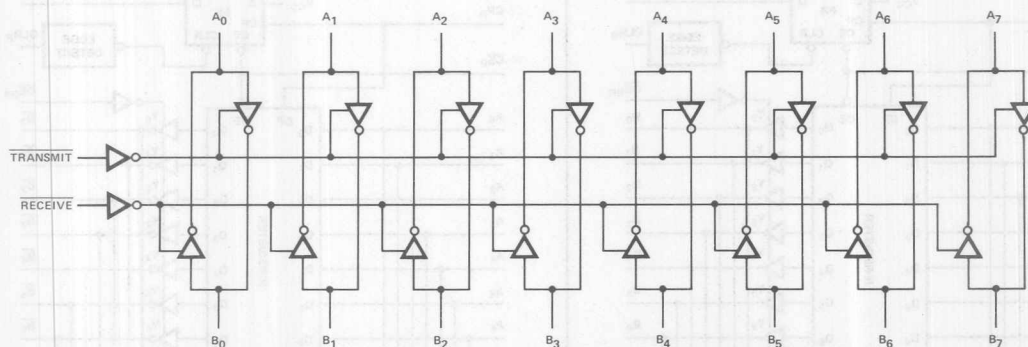 A₀ A₁ A₂ A₃ A₄ A₅ A₆ A₇
TRANSMIT
RECEIVE
B₀ B₁ B₂ B₃ B₄ B₅ B₆ B₇